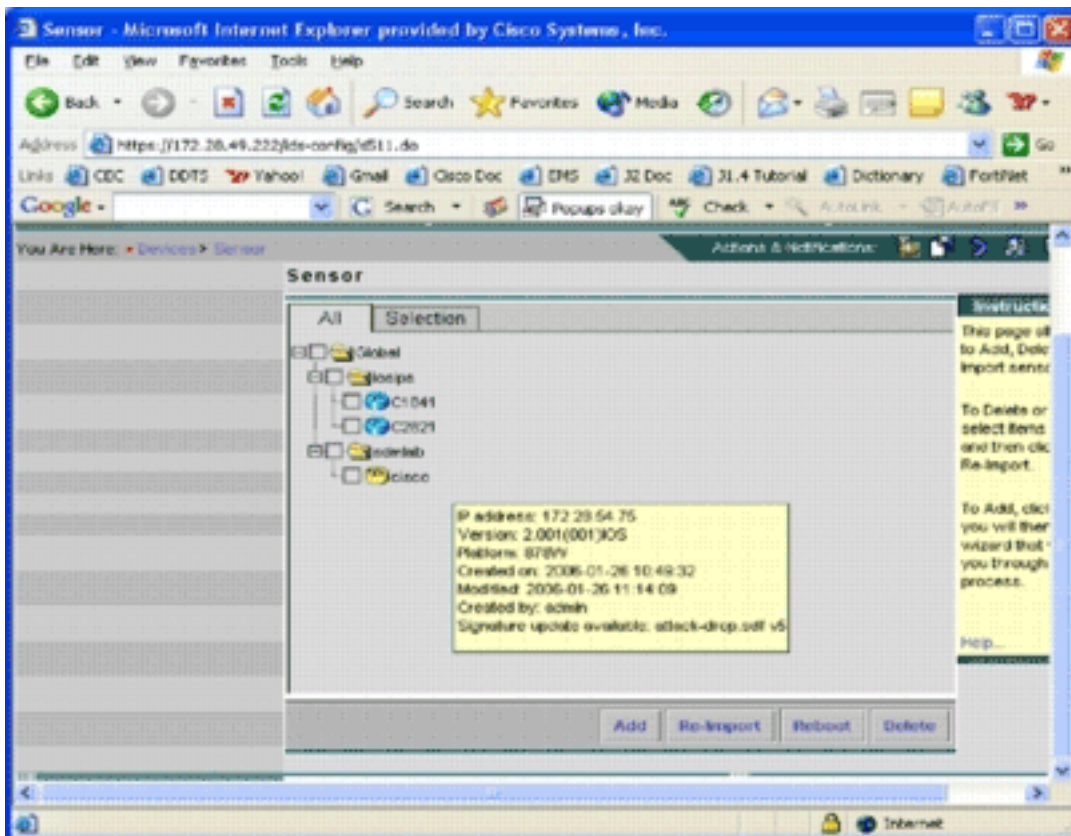 Sensor - Microsoft Internet Explorer provided by Cisco Systems, Inc.
File Edit View Favorites Tools Help
Back Search Favorites Media
Address https://172.28.49.222/ids-config/d511.do Go
Links CEC DDTS Yahoo! Gmail Cisco Doc EMS J2 Doc J1.4 Tutorial Dictionary FortiNet
Google Search Popups okay Check AutoLink AutoFill
You Are Here: Devices > Sensor
Actions & Notifications:
Sensor
All Selection
Global
iosips
C1841
C2821
cisco
IP address: 172.28.54.75
Version: 2.001(001)IOS
Platform: 878W
Created on: 2006-01-26 10:49:32
Modified: 2006-01-26 11:14:09
Created by: admin
Signature update available: attack-drop.sdf v5
Add Re-Import Reboot Delete
Instructio
This page all
to Add, Dele
Import senso
To Delete or
select items
and then clic
Re-Import.
To Add, clic
you will then
wizard that
you through
process.
Help...
Internet